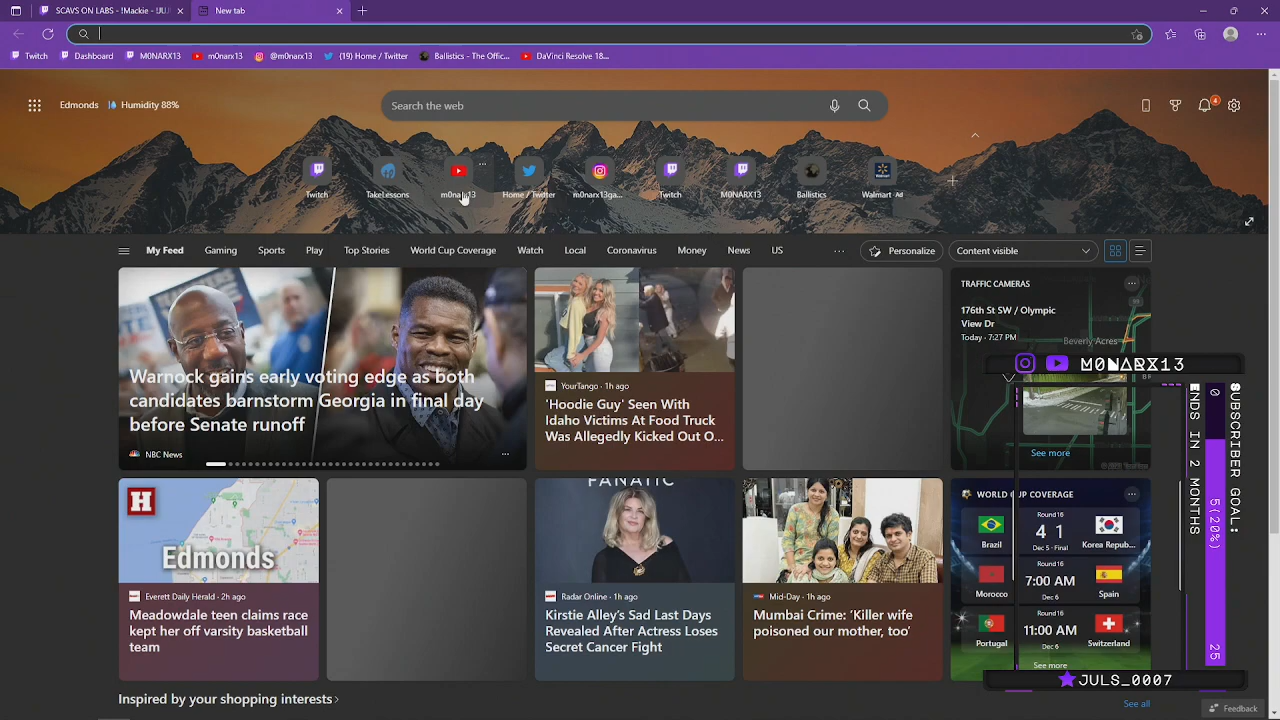 SCAVS ON LABS - !Mackie - !JUJ
New tab
Twitch
Dashboard
M0NARX13
m0narx13
@m0narx13
(19) Home / Twitter
Ballistics - The Offic...
DaVinci Resolve 18...
Edmonds
Humidity 88%
Search the web
4
Twitch
TakeLessons
Home / Twitter
m0narx13ga...
Twitch
M0NARX13
Ballistics
Walmart · Ad
My Feed
Gaming
Sports
Play
Top Stories
World Cup Coverage
Watch
Local
Coronavirus
Money
News
US
...
Personalize
Content visible
Warnock gains early voting edge as both
candidates barnstorm Georgia in final day
before Senate runoff
NBC News
YourTango · 1h ago
'Hoodie Guy' Seen With
Idaho Victims At Food Truck
Was Allegedly Kicked Out O...
TRAFFIC CAMERAS
176th St SW / Olympic
View Dr
Today · 7:27 PM
Beverly Acres
M0NARX13
See more
SUBSCRIBER GOAL:
ENDS IN 2 MONTHS
0
5(20%)
25
H
Edmonds
Everett Daily Herald · 2h ago
Meadowdale teen claims race
kept her off varsity basketball
team
FANATIC
Radar Online · 1h ago
Kirstie Alley's Sad Last Days
Revealed After Actress Loses
Secret Cancer Fight
Mid-Day · 1h ago
Mumbai Crime: 'Killer wife
poisoned our mother, too'
WORLD CUP COVERAGE
Round16
4 1
Dec 5 · Final
Brazil
Korea Repub...
Round16
7:00 AM
Dec 6
Morocco
Spain
Round16
11:00 AM
Dec 6
Portugal
Switzerland
See more
JULS_0007
Inspired by your shopping interests
See all
Feedback